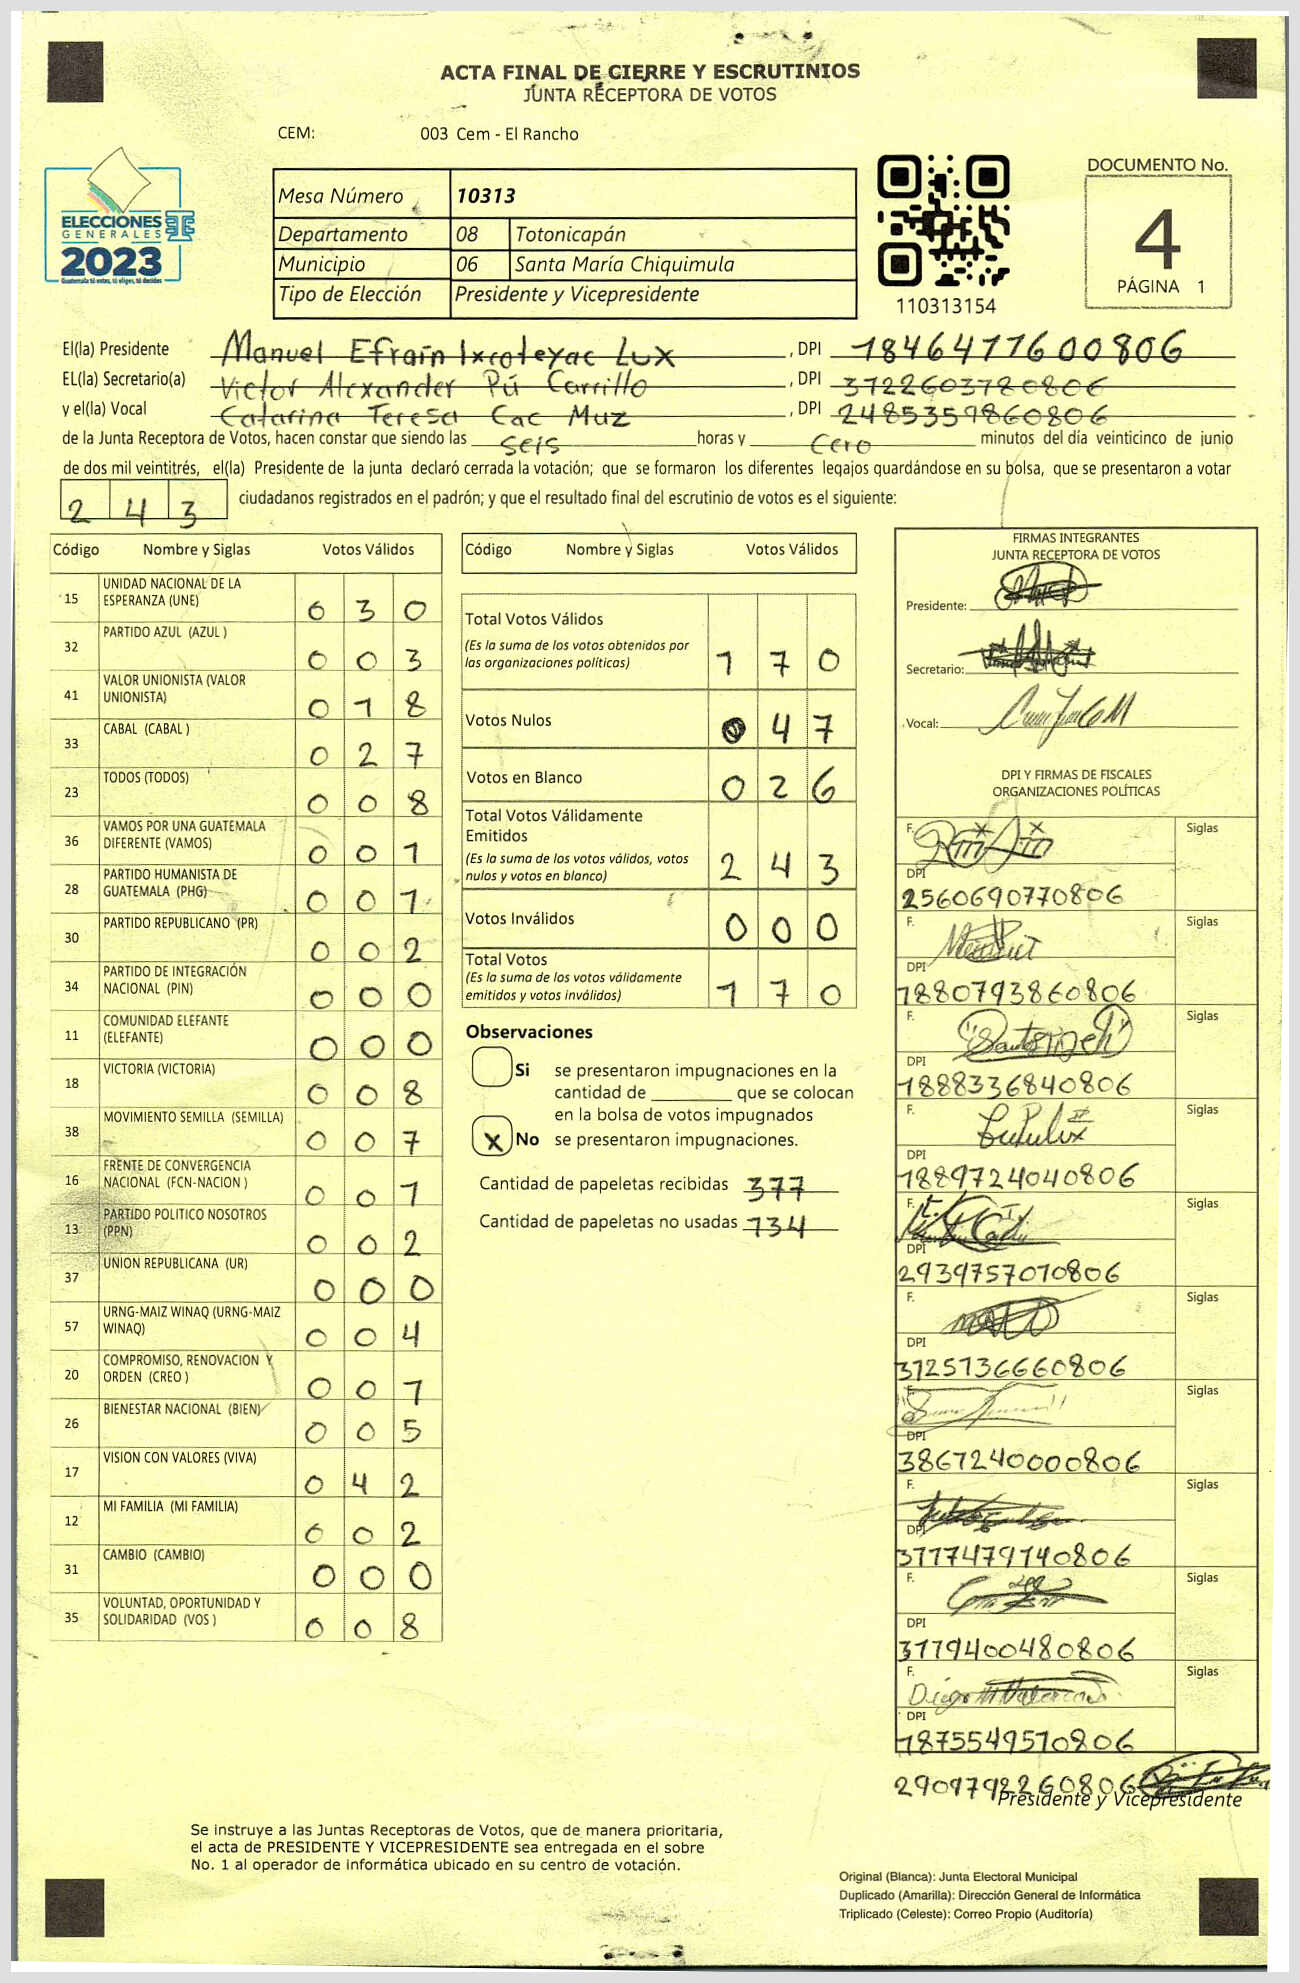 ACTA FINAL DE CIERRE Y ESCRUTINIOS
JUNTA RECEPTORA DE VOTOS
CEM: 003 Cem - El Rancho
ELECCIONES
GENERALES
2023
Guatemala tú votas, tú eliges, tú decides
Mesa Número 10313
Departamento 08 Totonicapán
Municipio 06 Santa María Chiquimula
Tipo de Elección Presidente y Vicepresidente
110313154
DOCUMENTO No.
4
PÁGINA 1
El(la) Presidente Manuel Efraín Ixcoteyac Lux , DPI 1846477600806
EL(la) Secretario(a) Victor Alexander Pú Carrillo , DPI 3722603780806
y el(la) Vocal Catarina Teresa Cac Muz , DPI 2485359860806
de la Junta Receptora de Votos, hacen constar que siendo las seis horas y cero minutos del día veinticinco de junio
de dos mil veintitrés, el(la) Presidente de la junta declaró cerrada la votación; que se formaron los diferentes legajos guardándose en su bolsa, que se presentaron a votar
243 ciudadanos registrados en el padrón; y que el resultado final del escrutinio de votos es el siguiente:
Código Nombre y Siglas Votos Válidos
15 UNIDAD NACIONAL DE LA ESPERANZA (UNE) 0 3 0
32 PARTIDO AZUL (AZUL ) 0 0 3
41 VALOR UNIONISTA (VALOR UNIONISTA) 0 1 8
33 CABAL (CABAL ) 0 2 7
23 TODOS (TODOS) 0 0 8
36 VAMOS POR UNA GUATEMALA DIFERENTE (VAMOS) 0 0 1
28 PARTIDO HUMANISTA DE GUATEMALA (PHG) 0 0 1
30 PARTIDO REPUBLICANO (PR) 0 0 2
34 PARTIDO DE INTEGRACIÓN NACIONAL (PIN) 0 0 0
11 COMUNIDAD ELEFANTE (ELEFANTE) 0 0 0
18 VICTORIA (VICTORIA) 0 0 8
38 MOVIMIENTO SEMILLA (SEMILLA) 0 0 7
16 FRENTE DE CONVERGENCIA NACIONAL (FCN-NACION ) 0 0 1
13 PARTIDO POLITICO NOSOTROS (PPN) 0 0 2
37 UNION REPUBLICANA (UR) 0 0 0
57 URNG-MAIZ WINAQ (URNG-MAIZ WINAQ) 0 0 4
20 COMPROMISO, RENOVACION Y ORDEN (CREO ) 0 0 1
26 BIENESTAR NACIONAL (BIEN) 0 0 5
17 VISION CON VALORES (VIVA) 0 4 2
12 MI FAMILIA (MI FAMILIA) 0 0 2
31 CAMBIO (CAMBIO) 0 0 0
35 VOLUNTAD, OPORTUNIDAD Y SOLIDARIDAD (VOS ) 0 0 8
Código Nombre y Siglas Votos Válidos
Total Votos Válidos
(Es la suma de los votos obtenidos por
las organizaciones políticas) 1 7 0
Votos Nulos 0 4 7
Votos en Blanco 0 2 6
Total Votos Válidamente
Emitidos
(Es la suma de los votos válidos, votos
nulos y votos en blanco) 2 4 3
Votos Inválidos 0 0 0
Total Votos
(Es la suma de los votos válidamente
emitidos y votos inválidos) 1 7 0
Observaciones
Si se presentaron impugnaciones en la
cantidad de ________ que se colocan
en la bolsa de votos impugnados
X No se presentaron impugnaciones.
Cantidad de papeletas recibidas 377
Cantidad de papeletas no usadas 134
FIRMAS INTEGRANTES
JUNTA RECEPTORA DE VOTOS
Presidente:
Secretario:
Vocal:
DPI Y FIRMAS DE FISCALES
ORGANIZACIONES POLÍTICAS
F. Siglas
DPI
2560690770806
F. Siglas
DPI
1880793860806
F. Siglas
DPI
1888336840806
F. Siglas
DPI
1889724040806
F. Siglas
DPI
2939757010806
F. Siglas
DPI
3725136660806
F. Siglas
DPI
3867240000806
F. Siglas
DPI
3777479740806
F. Siglas
DPI
3779400480806
F. Siglas
DPI
1875549510806
2909792260806
Presidente y Vicepresidente
Se instruye a las Juntas Receptoras de Votos, que de manera prioritaria,
el acta de PRESIDENTE Y VICEPRESIDENTE sea entregada en el sobre
No. 1 al operador de informática ubicado en su centro de votación.
Original (Blanca): Junta Electoral Municipal
Duplicado (Amarilla): Dirección General de Informática
Triplicado (Celeste): Correo Propio (Auditoría)